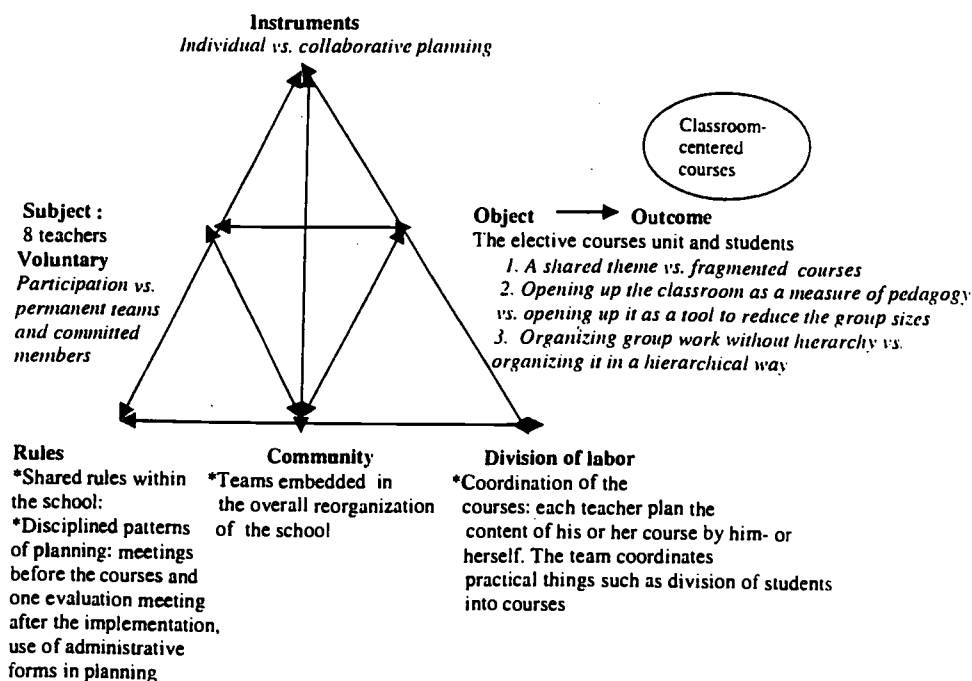 Instruments
Individual vs. collaborative planning
Classroom-
centered
courses
Subject :
8 teachers
Voluntary
Participation vs.
permanent teams
and committed
members
Object Outcome
The elective courses unit and students
1. A shared theme vs. fragmented courses
2. Opening up the classroom as a measure of pedagogy
vs. opening up it as a tool to reduce the group sizes
3. Organizing group work without hierarchy vs.
organizing it in a hierarchical way
Rules
*Shared rules within
the school:
*Disciplined patterns
of planning: meetings
before the courses and
one evaluation meeting
after the implementation,
use of administrative
forms in planning
Community
*Teams embedded in
the overall reorganization
of the school
Division of labor
*Coordination of the
courses: each teacher plan the
content of his or her course by him- or
herself. The team coordinates
practical things such as division of students
into courses